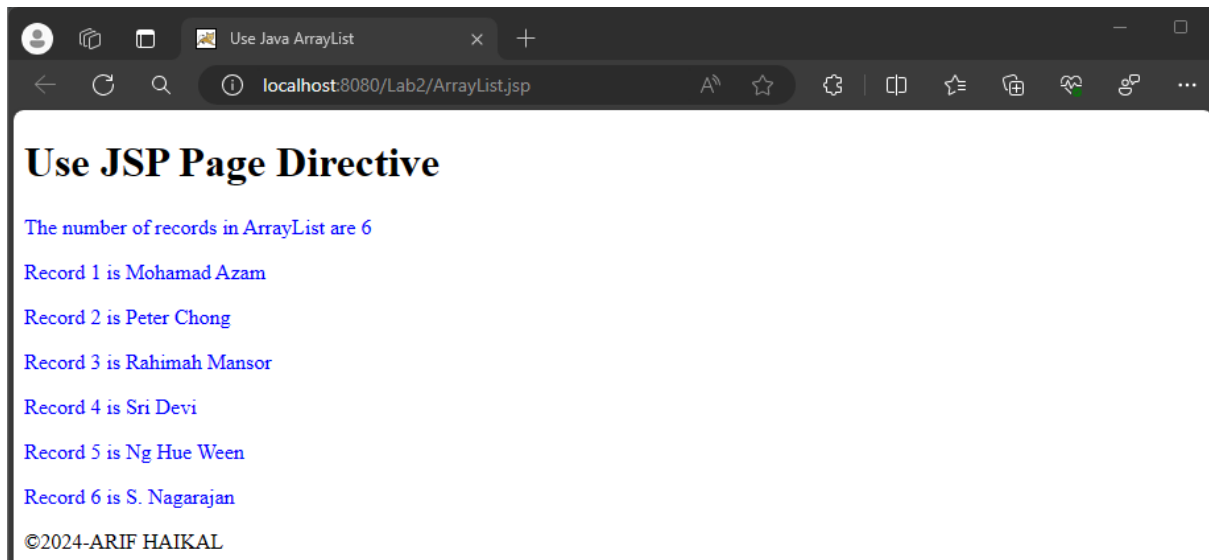 Use Java ArrayList
localhost:8080/Lab2/ArrayList.jsp
Use JSP Page Directive
The number of records in ArrayList are 6
Record 1 is Mohamad Azam
Record 2 is Peter Chong
Record 3 is Rahimah Mansor
Record 4 is Sri Devi
Record 5 is Ng Hue Ween
Record 6 is S. Nagarajan
©2024-ARIF HAIKAL